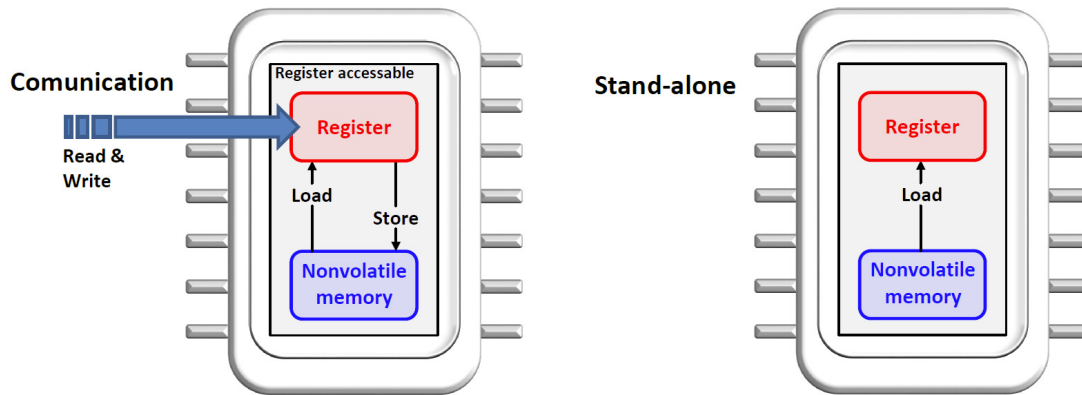 Comunication
Read &
Write
Register accessable
Register
Load
Store
Nonvolatile
memory
Stand-alone
Register
Load
Nonvolatile
memory